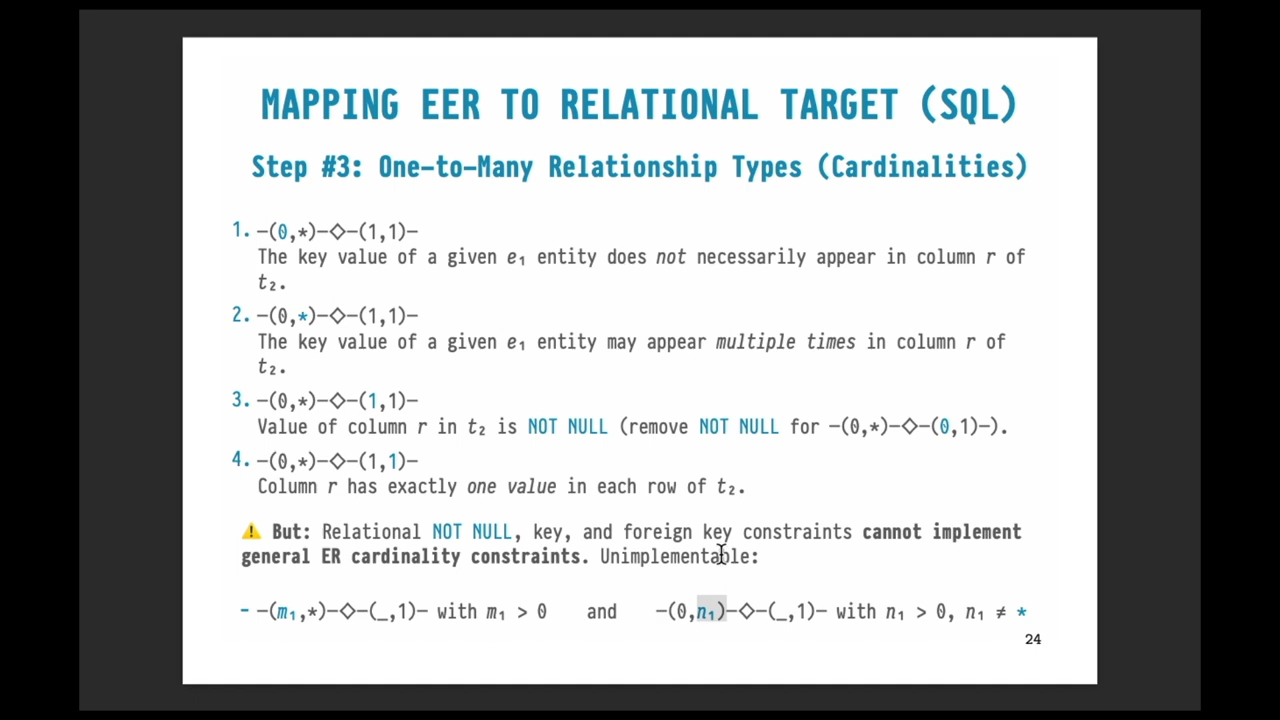 MAPPING EER TO RELATIONAL TARGET (SQL)
Step #3: One-to-Many Relationship Types (Cardinalities)
1. —(0,*)—◇—(1,1)—
The key value of a given e₁ entity does not necessarily appear in column r of
t₂.
2. —(0,*)—◇—(1,1)—
The key value of a given e₁ entity may appear multiple times in column r of
t₂.
3. —(0,*)—◇—(1,1)—
Value of column r in t₂ is NOT NULL (remove NOT NULL for —(0,*)—◇—(0,1)—).
4. —(0,*)—◇—(1,1)—
Column r has exactly one value in each row of t₂.
⚠ But: Relational NOT NULL, key, and foreign key constraints cannot implement
general ER cardinality constraints. Unimplementable:
- —(m₁,*)—◇—(_,1)— with m₁ > 0 and —(0,n₁)—◇—(_,1)— with n₁ > 0, n₁ ≠ *
24